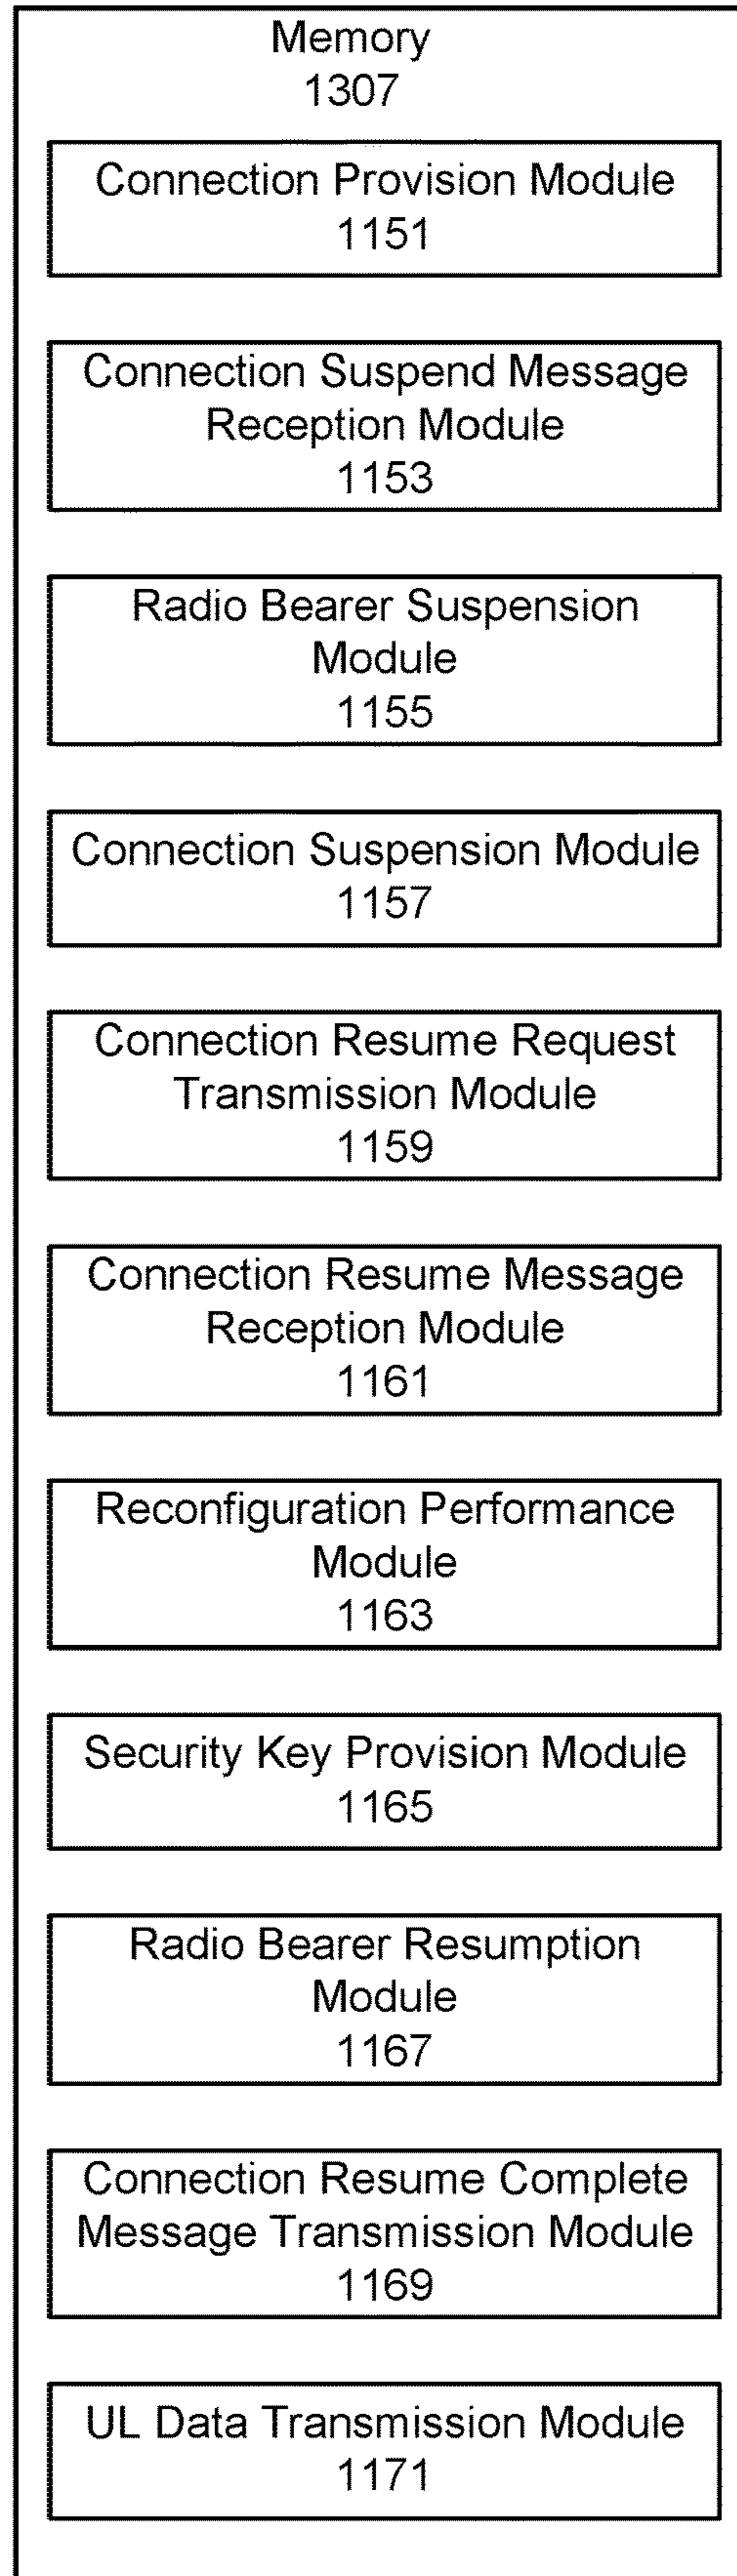 Memory
1307
Connection Provision Module
1151
Connection Suspend Message
Reception Module
1153
Radio Bearer Suspension
Module
1155
Connection Suspension Module
1157
Connection Resume Request
Transmission Module
1159
Connection Resume Message
Reception Module
1161
Reconfiguration Performance
Module
1163
Security Key Provision Module
1165
Radio Bearer Resumption
Module
1167
Connection Resume Complete
Message Transmission Module
1169
UL Data Transmission Module
1171